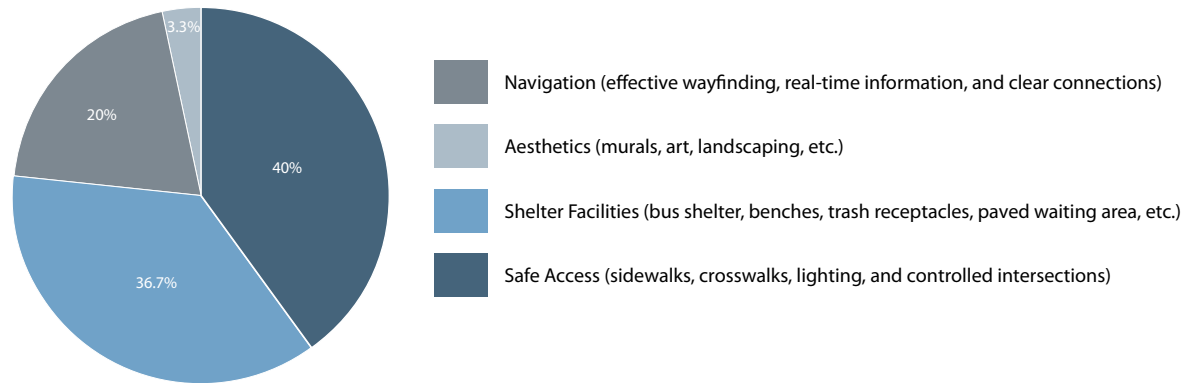 3.3%
20%
40%
36.7%
Navigation (effective wayfinding, real-time information, and clear connections)
Aesthetics (murals, art, landscaping, etc.)
Shelter Facilities (bus shelter, benches, trash receptacles, paved waiting area, etc.)
Safe Access (sidewalks, crosswalks, lighting, and controlled intersections)